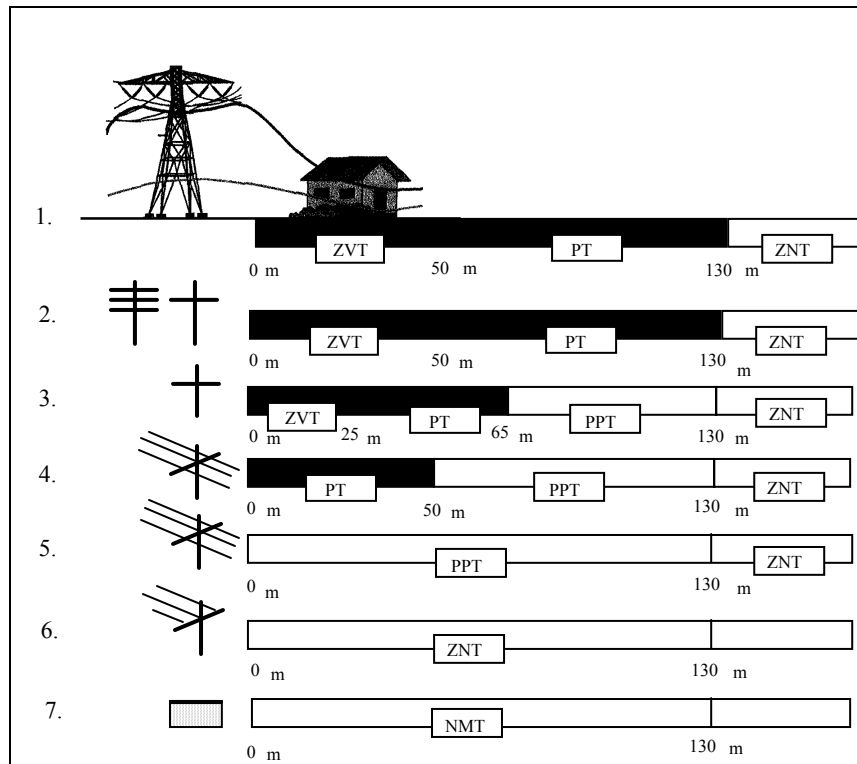 1.
ZVT PT ZNT
0 m 50 m 130 m
2.
ZVT PT ZNT
0 m 50 m 130 m
3.
ZVT PT PPT ZNT
0 m 25 m 65 m 130 m
4.
PT PPT ZNT
0 m 50 m 130 m
5.
PPT ZNT
0 m 130 m
6.
ZNT
0 m 130 m
7.
NMT
0 m 130 m